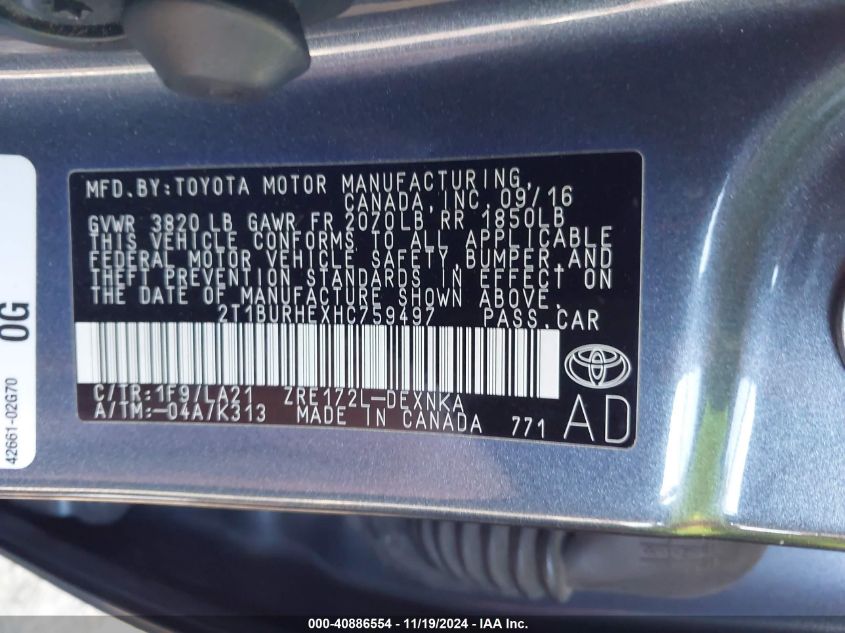 MFD.BY:TOYOTA MOTOR MANUFACTURING,
CANADA, INC. 09/16
GVWR 3820 LB GAWR FR 2070LB, RR 1850LB
THIS VEHICLE CONFORMS TO ALL APPLICABLE
FEDERAL MOTOR VEHICLE SAFETY, BUMPER, AND
THEFT PREVENTION STANDARDS IN EFFECT ON
THE DATE OF MANUFACTURE SHOWN ABOVE.
2T1BURHEXHC759497 PASS.CAR
C/TR:1F9/LA21 ZRE172L-DEXNKA
A/TM:-04A/K313 MADE IN CANADA 771
AD
0G
42661-02G70
000-40886554 - 11/19/2024 - IAA Inc.